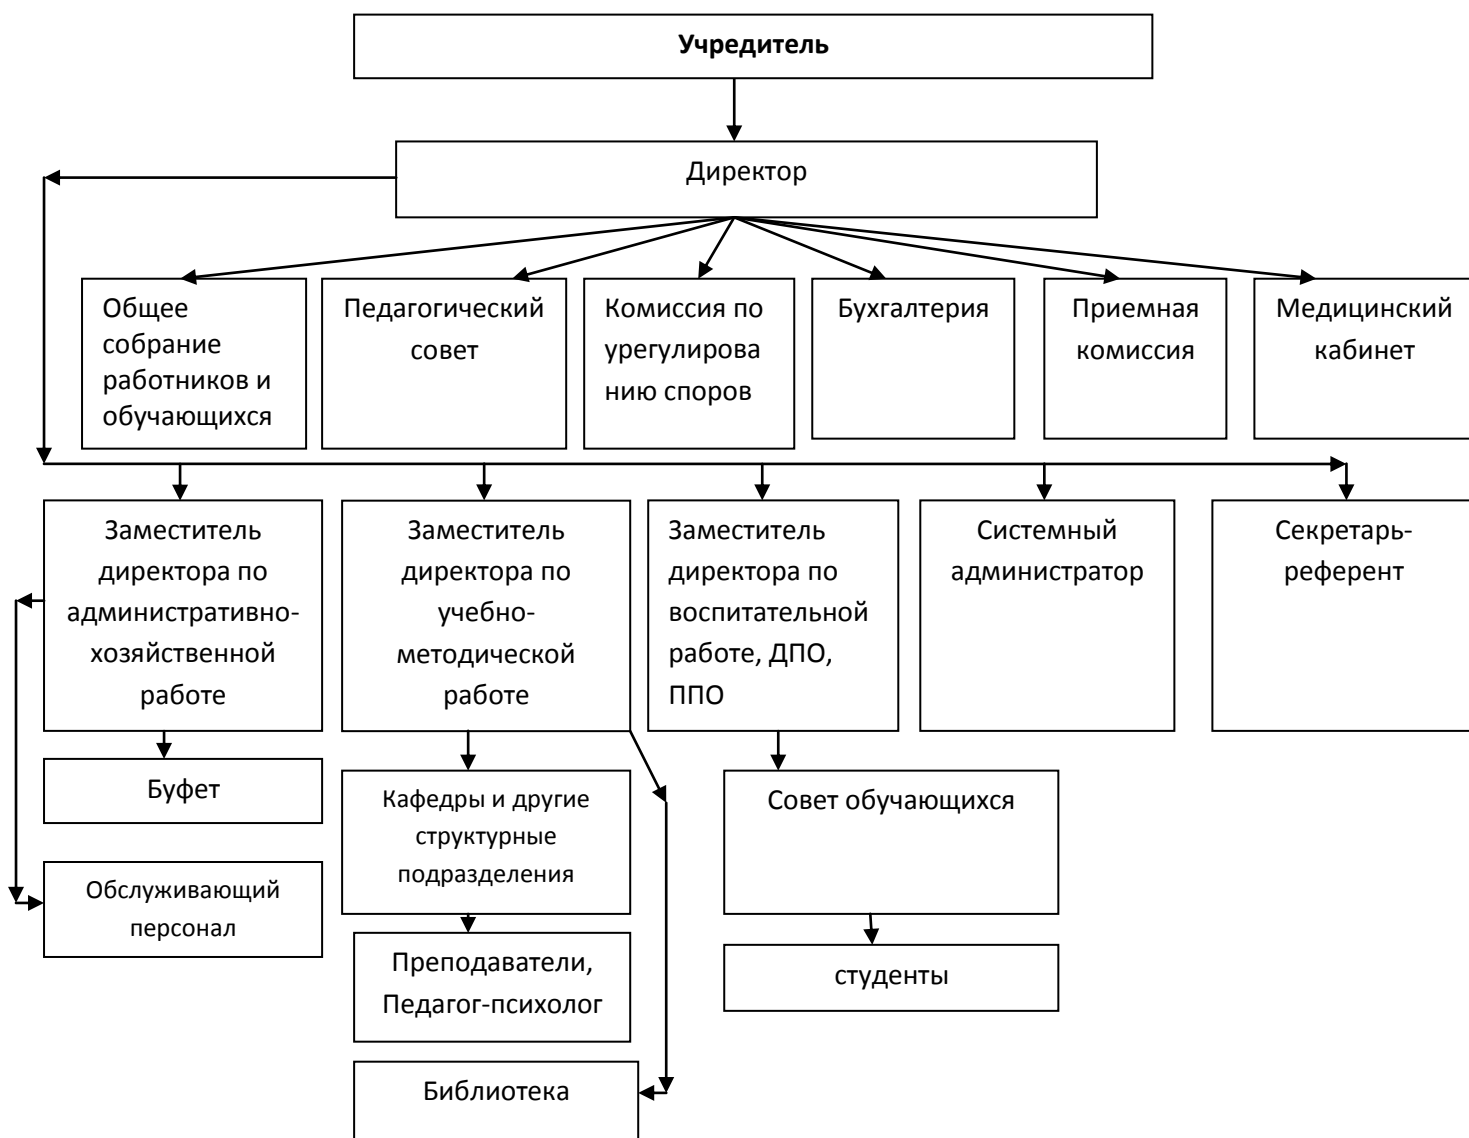 Учредитель
Директор
Общее
собрание
работников и
обучающихся
Педагогический
совет
Комиссия по
урегулирова
нию споров
Бухгалтерия
Приемная
комиссия
Медицинский
кабинет
Заместитель
директора по
административно-
хозяйственной
работе
Заместитель
директора по
учебно-
методической
работе
Заместитель
директора по
воспитательной
работе, ДПО,
ППО
Системный
администратор
Секретарь-
референт
Буфет
Кафедры и другие
структурные
подразделения
Совет обучающихся
Обслуживающий
персонал
Преподаватели,
Педагог-психолог
студенты
Библиотека